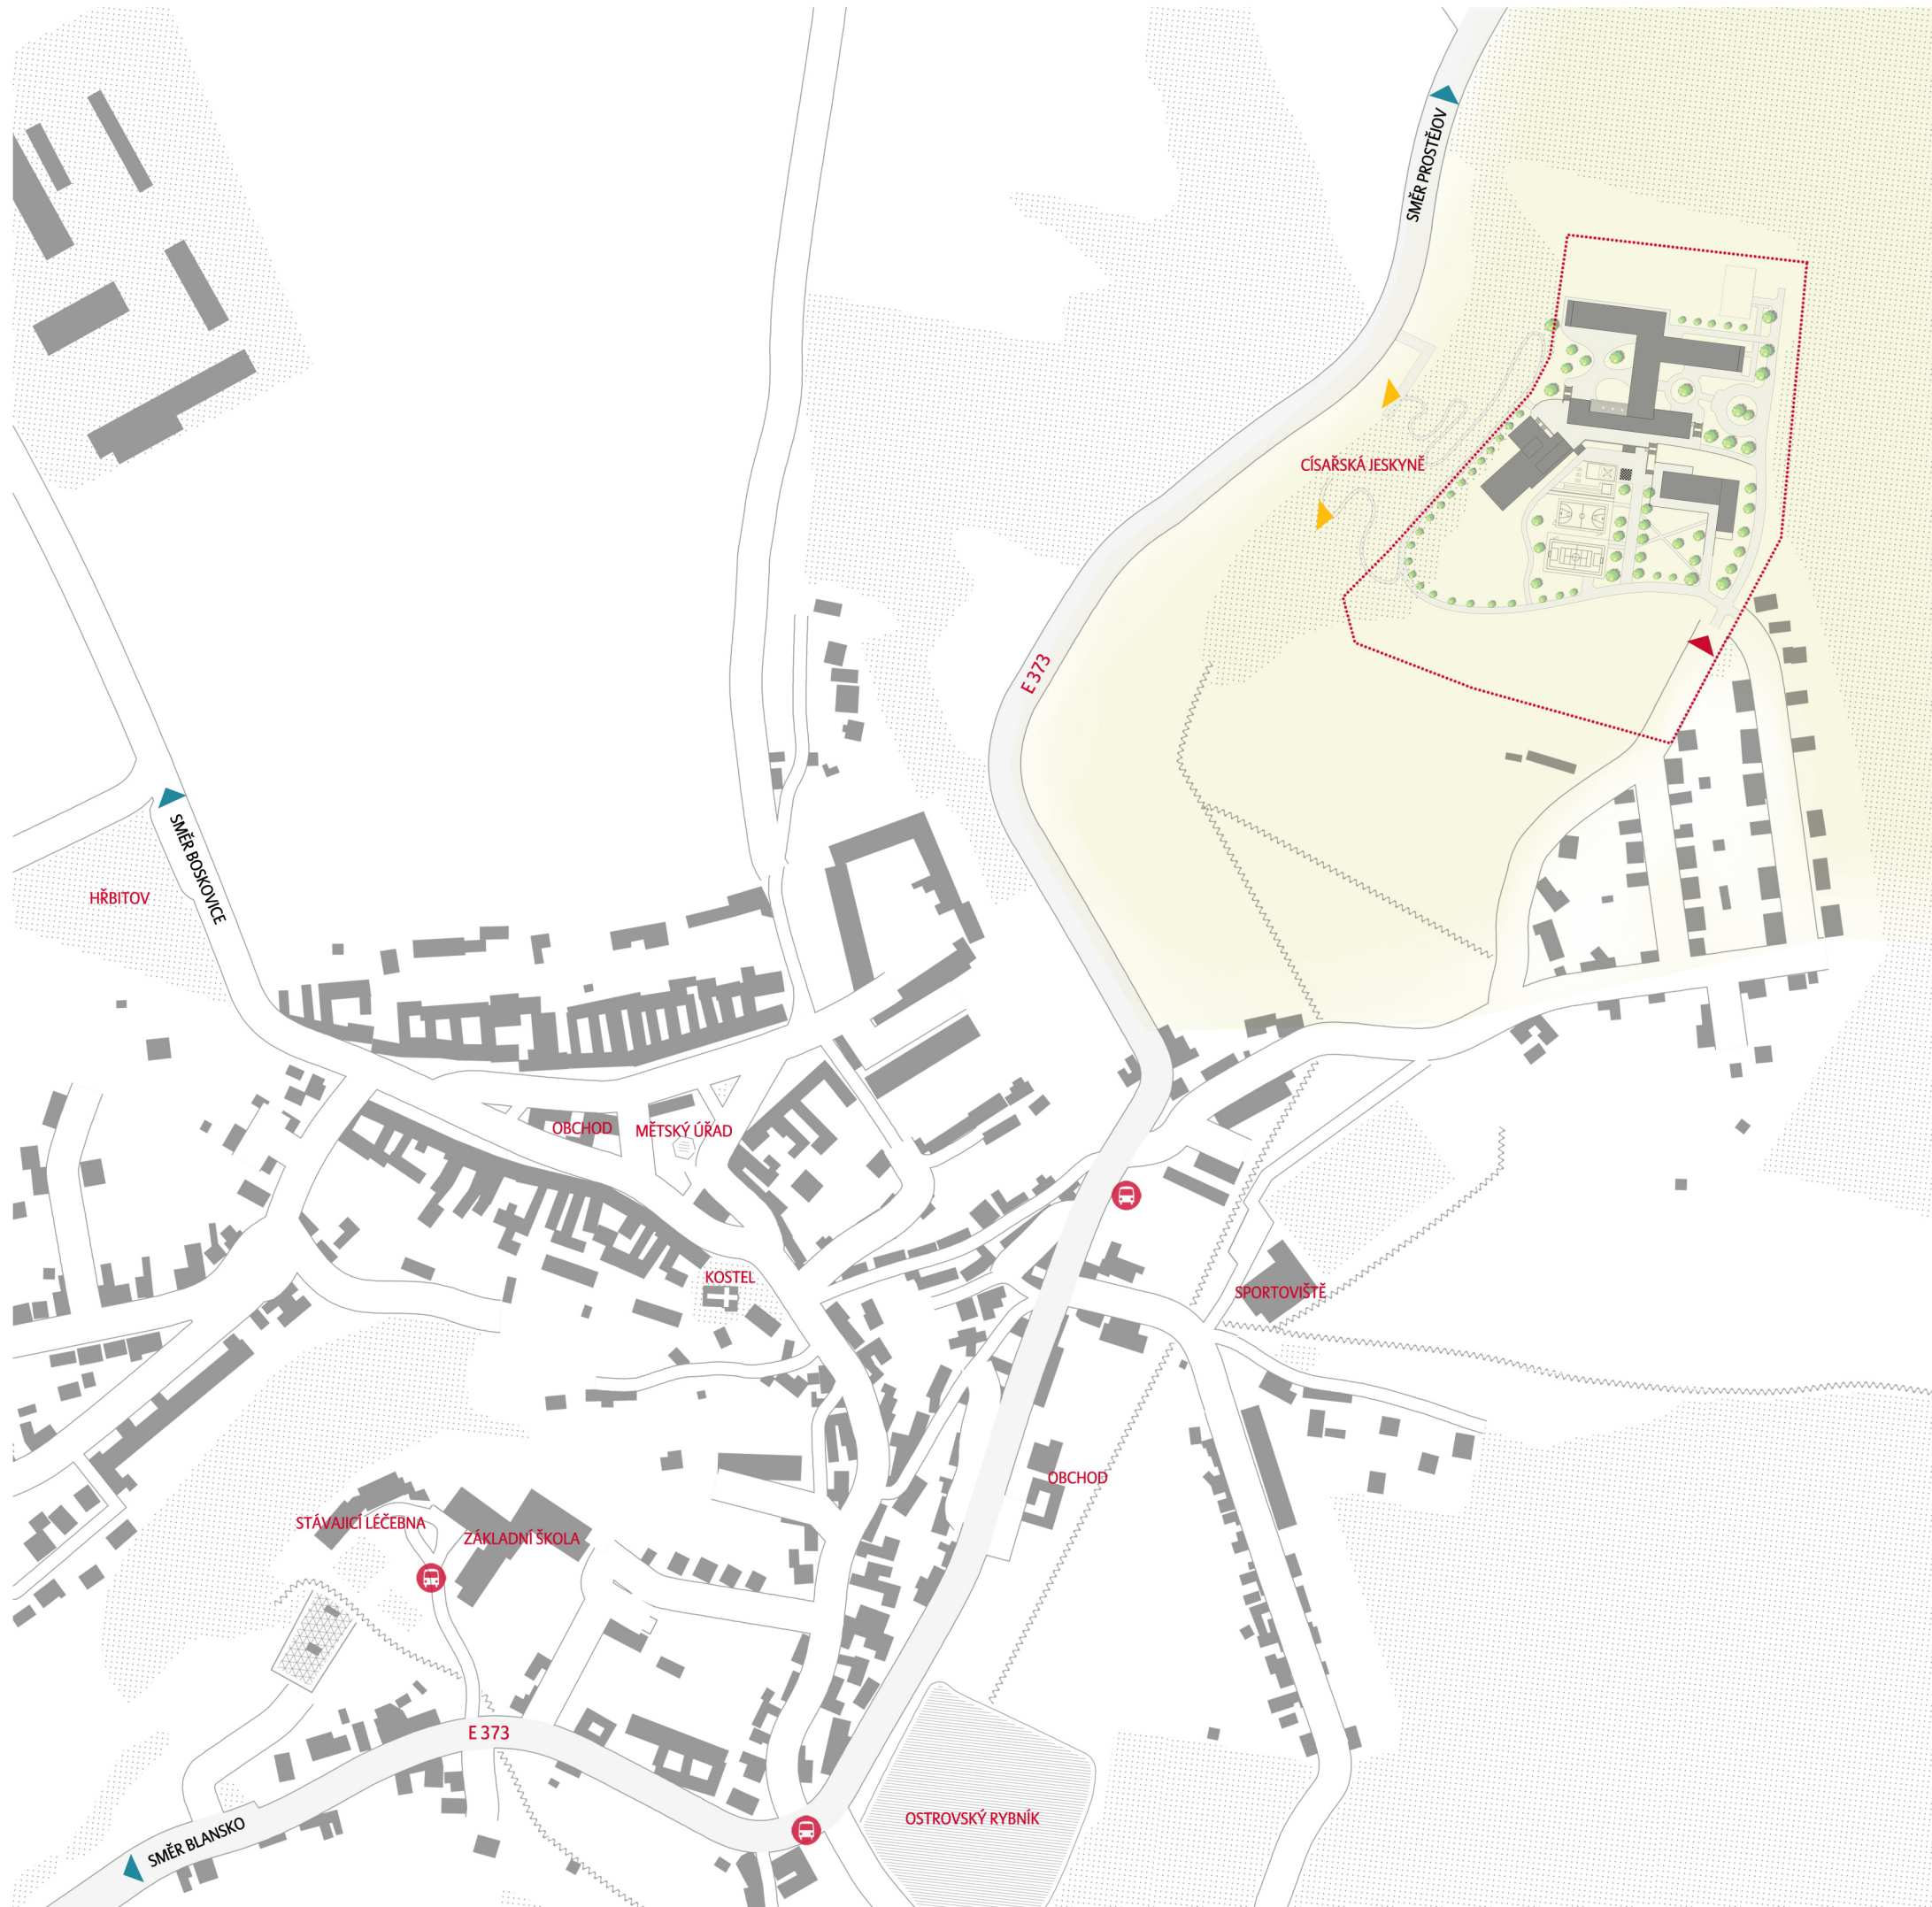 SMĚR PROSTĚJOV
CÍSAŘSKÁ JESKYNĚ
E 373
SMĚR BOSKOVICE
HŘBITOV
OBCHOD
MĚTSKÝ ÚŘAD
KOSTEL
SPORTOVIŠTĚ
OBCHOD
STÁVAJICÍ LÉČEBNA
ZÁKLADNÍ ŠKOLA
E 373
OSTROVSKÝ RYBNÍK
SMĚR BLANSKO